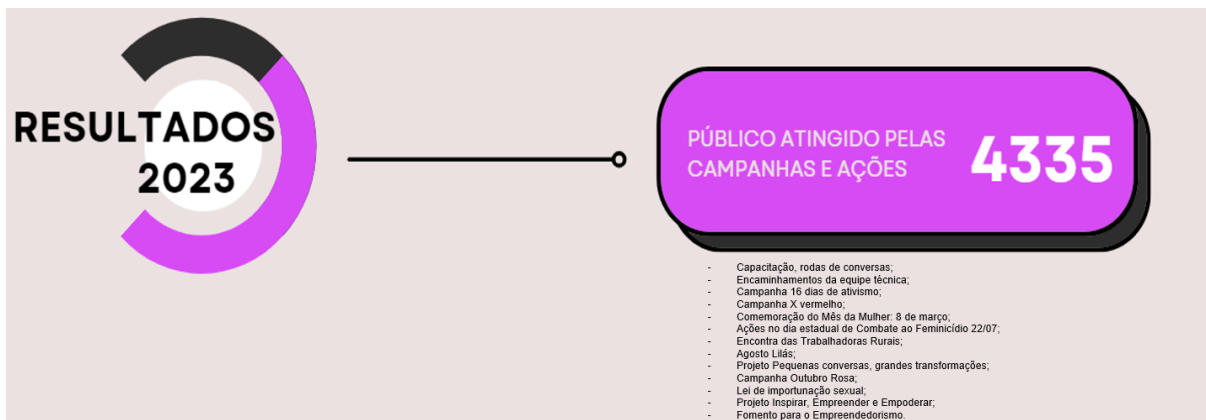 RESULTADOS
2023
PÚBLICO ATINGIDO PELAS
CAMPANHAS E AÇÕES
4335
- Capacitação, rodas de conversas;
- Encaminhamentos da equipe técnica;
- Campanha 16 dias de ativismo;
- Campanha X vermelho;
- Comemoração do Mês da Mulher: 8 de março;
- Ações no dia estadual de Combate ao Feminicídio 22/07;
- Encontra das Trabalhadoras Rurais;
- Agosto Lilás;
- Projeto Pequenas conversas, grandes transformações;
- Campanha Outubro Rosa;
- Lei de importunação sexual;
- Projeto Inspirar, Empreender e Empoderar;
- Fomento para o Empreendedorismo.